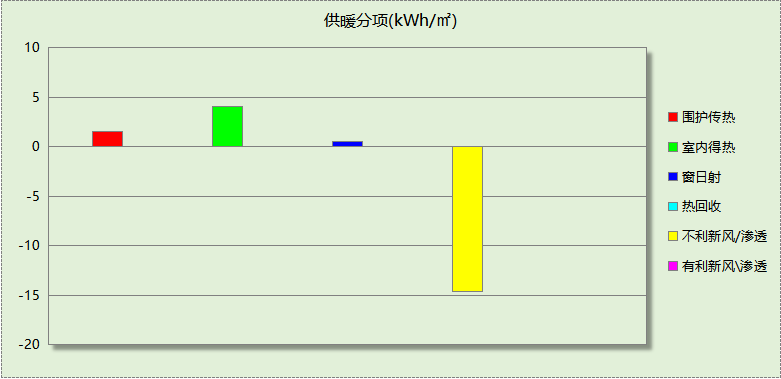 供暖分项(kWh/㎡)
10
5
0
-5
-10
-15
-20
围护传热
室内得热
窗日射
热回收
不利新风/渗透
有利新风\渗透